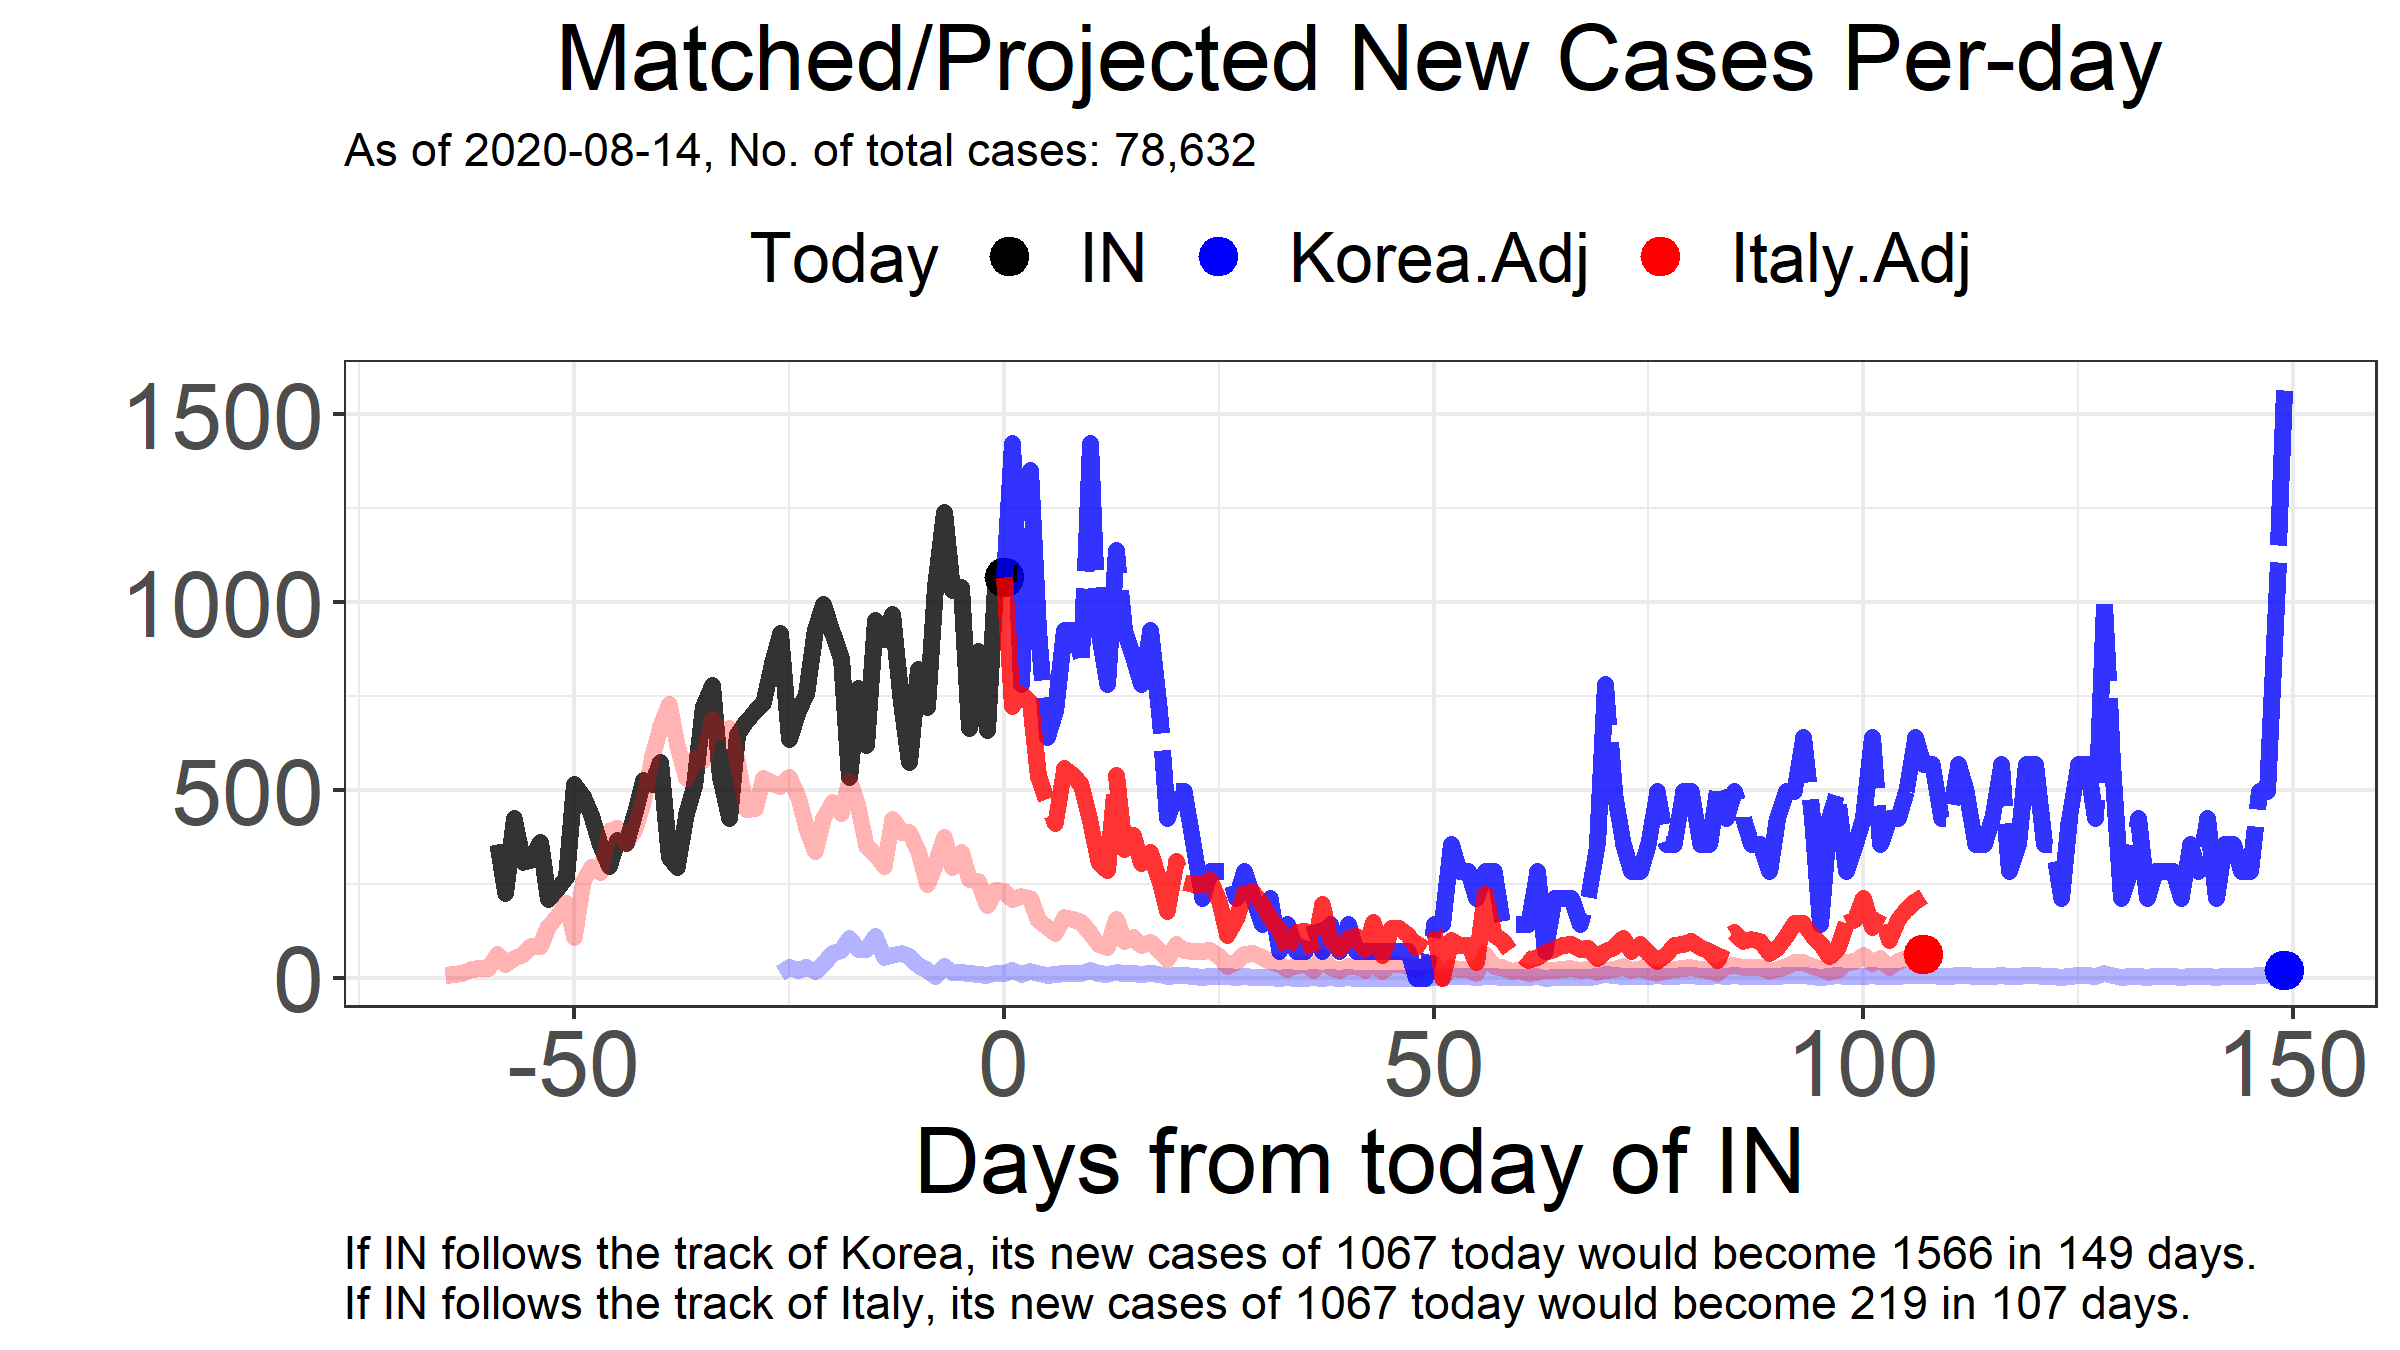 Matched/Projected New Cases Per-day
As of 2020-08-14, No. of total cases: 78,632
Today IN Korea.Adj Italy.Adj
1500
1000
500
0
-50 0 50 100 150
Days from today of IN
If IN follows the track of Korea, its new cases of 1067 today would become 1566 in 149 days.
If IN follows the track of Italy, its new cases of 1067 today would become 219 in 107 days.